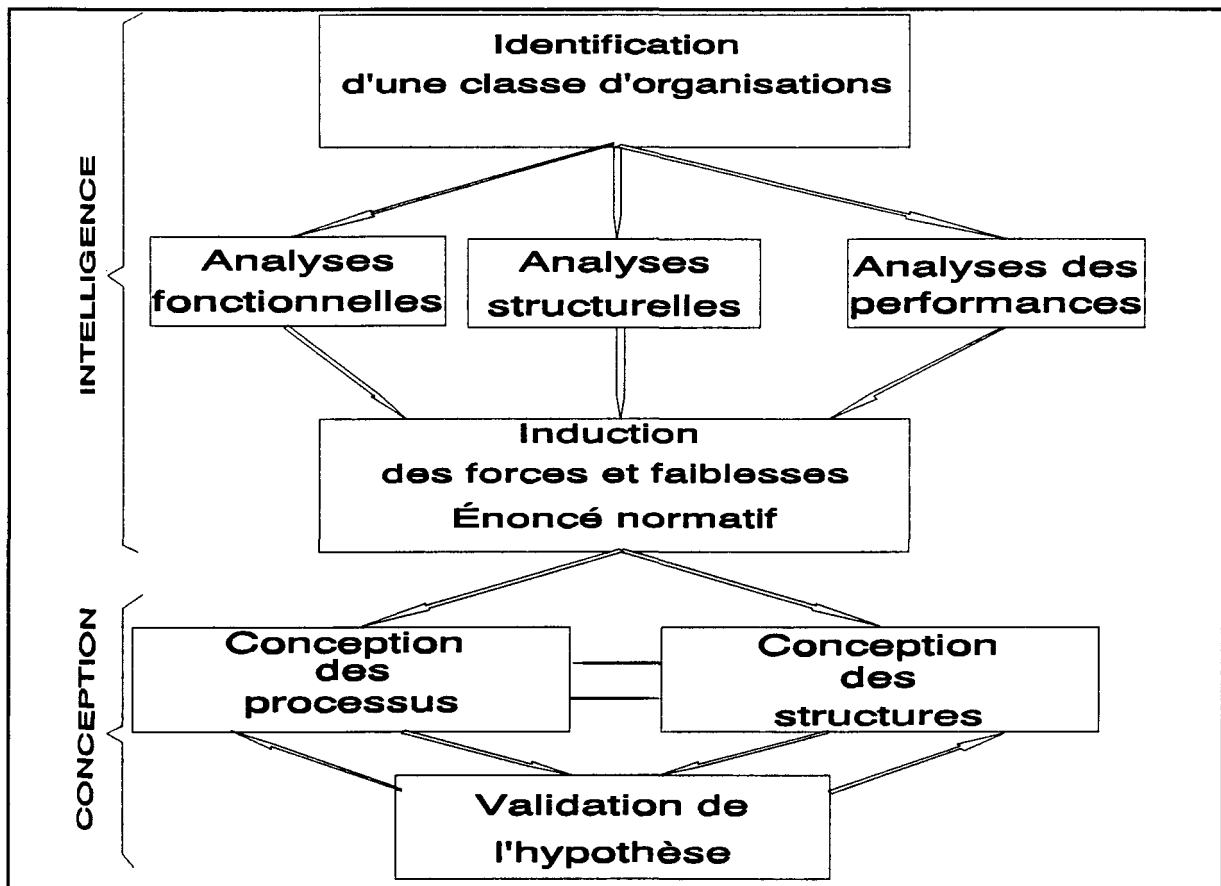 INTELLIGENCE
Identification
d'une classe d'organisations
Analyses
fonctionnelles
Analyses
structurelles
Analyses des
performances
Induction
des forces et faiblesses
Énoncé normatif
CONCEPTION
Conception
des
processus
Conception
des
structures
Validation de
l'hypothèse